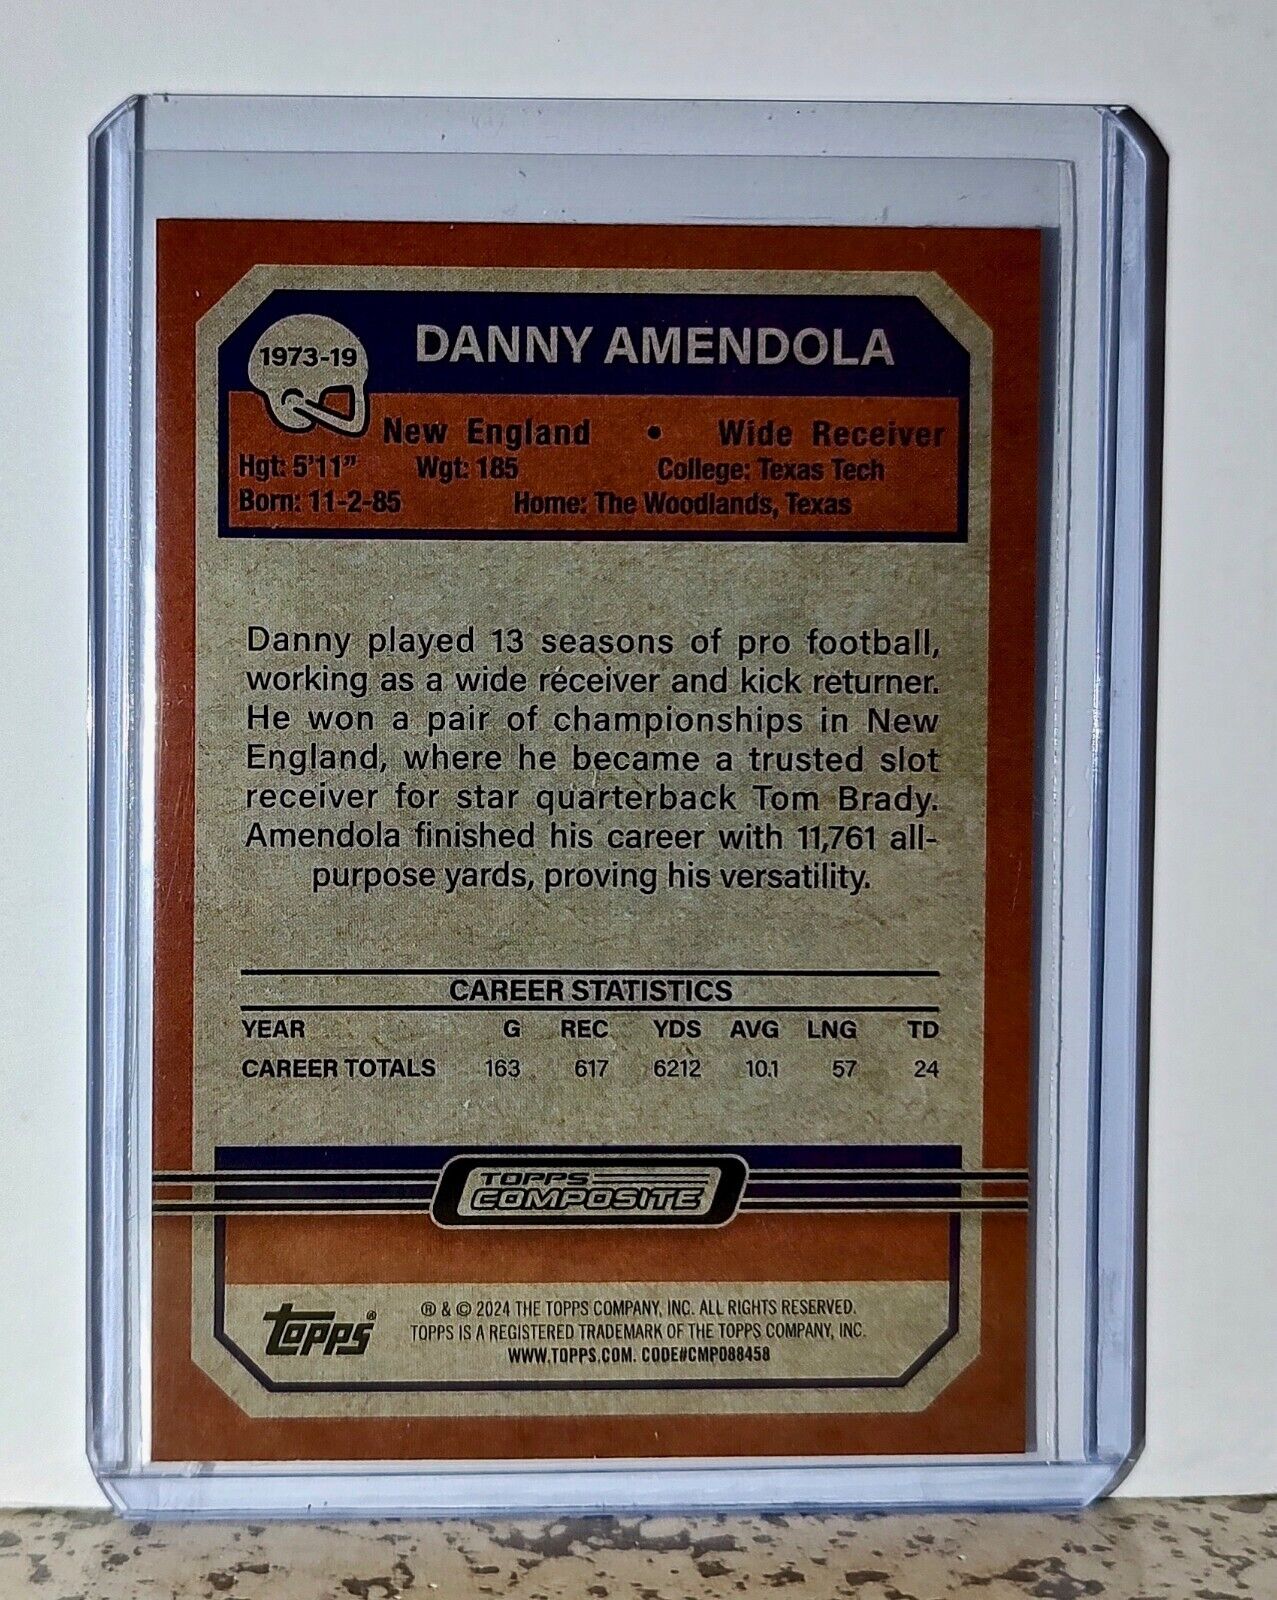 1973-19
DANNY AMENDOLA
New England • Wide Receiver
Hgt: 5'11" Wgt: 185 College: Texas Tech
Born: 11-2-85 Home: The Woodlands, Texas
Danny played 13 seasons of pro football,
working as a wide receiver and kick returner.
He won a pair of championships in New
England, where he became a trusted slot
receiver for star quarterback Tom Brady.
Amendola finished his career with 11,761 all-
purpose yards, proving his versatility.
CAREER STATISTICS
YEAR G REC YDS AVG LNG TD
CAREER TOTALS 163 617 6212 10.1 57 24
TOPPS
COMPOSITE
Topps®
® & © 2024 THE TOPPS COMPANY, INC. ALL RIGHTS RESERVED.
TOPPS IS A REGISTERED TRADEMARK OF THE TOPPS COMPANY, INC.
WWW.TOPPS.COM. CODE#CMP088458